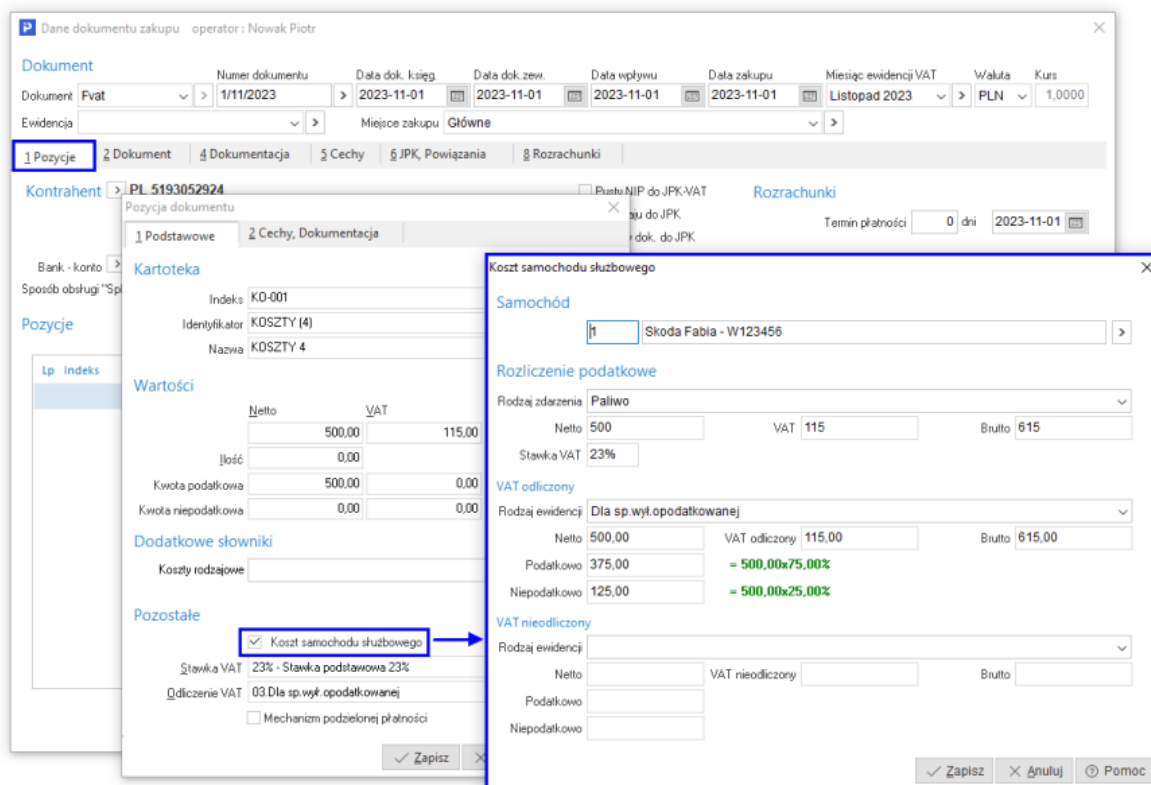 Dane dokumentu zakupu operator : Nowak Piotr
Dokument
Numer dokumentu Data dok. księg. Data dok.zew. Data wpływu Data zakupu Miesiąc ewidencji VAT Waluta Kurs
Dokument Fvat 1/11/2023 2023-11-01 2023-11-01 2023-11-01 2023-11-01 Listopad 2023 PLN 1,0000
Ewidencja Miejsce zakupu Główne
1 Pozycje 2 Dokument 4 Dokumentacja 5 Cechy 6 JPK, Powiązania 8 Rozrachunki
Kontrahent PL 5193052924 Pusty NIP do JPK-VAT Rozrachunki
do JPK Termin płatności 0 dni 2023-11-01
dok. do JPK
Bank - konto
Sposób obsługi
Pozycje
Lp Indeks
Pozycja dokumentu
1 Podstawowe 2 Cechy, Dokumentacja
Kartoteka
Indeks KO-001
Identyfikator KOSZTY (4)
Nazwa KOSZTY 4
Wartości
Netto VAT
500,00 115,00
Ilość 0,00
Kwota podatkowa 500,00 0,00
Kwota niepodatkowa 0,00 0,00
Dodatkowe słowniki
Koszty rodzajowe
Pozostałe
Koszt samochodu służbowego
Stawka VAT 23% - Stawka podstawowa 23%
Odliczenie VAT 03.Dla sp.wył.opodatkowanej
Mechanizm podzielonej płatności
Zapisz
Koszt samochodu służbowego
Samochód
1 Skoda Fabia - W123456
Rozliczenie podatkowe
Rodzaj zdarzenia Paliwo
Netto 500 VAT 115 Brutto 615
Stawka VAT 23%
VAT odliczony
Rodzaj ewidencji Dla sp.wył.opodatkowanej
Netto 500,00 VAT odliczony 115,00 Brutto 615,00
Podatkowo 375,00 = 500,00x75,00%
Niepodatkowo 125,00 = 500,00x25,00%
VAT nieodliczony
Rodzaj ewidencji
Netto VAT nieodliczony Brutto
Podatkowo
Niepodatkowo
Zapisz Anuluj Pomoc